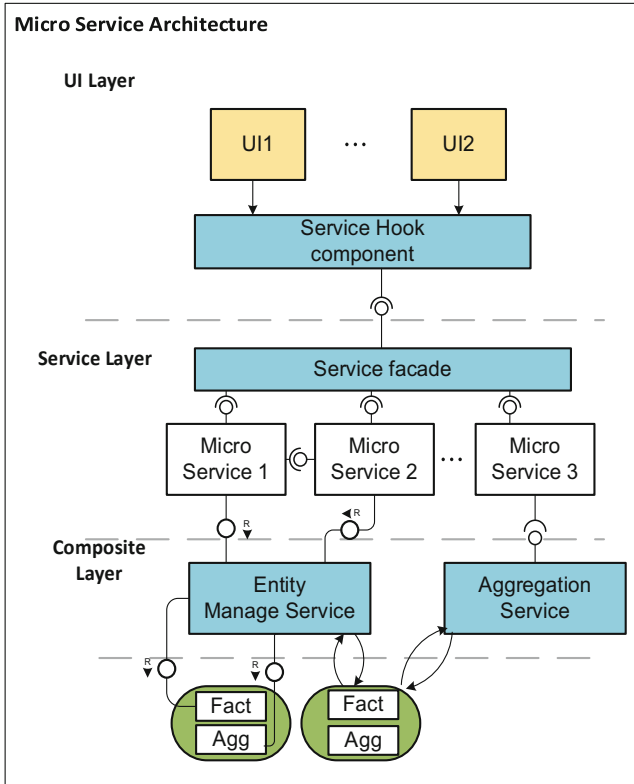 Micro Service Architecture
UI Layer
UI1
...
UI2
Service Hook
component
Service Layer
Service facade
Micro
Service 1
Micro
Service 2
...
Micro
Service 3
R
R
Composite
Layer
Entity
Manage Service
Aggregation
Service
R
R
Fact
Agg
Fact
Agg